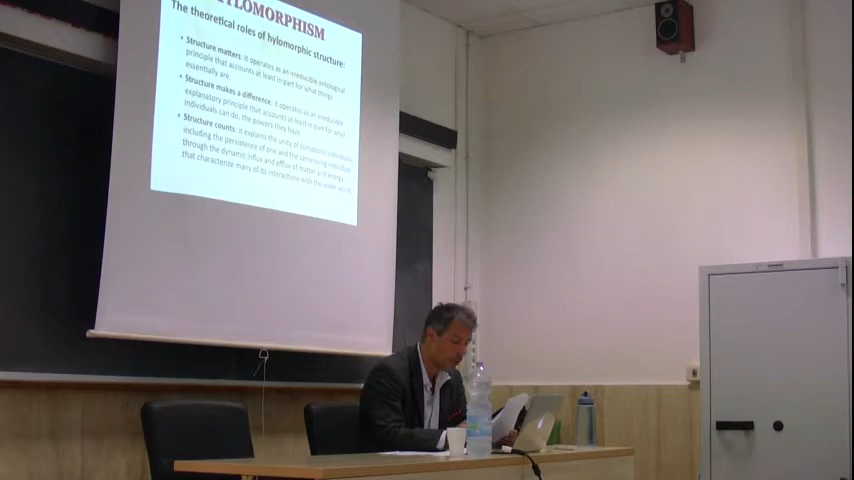 HYLOMORPHISM
The theoretical roles of hylomorphic structure:
• Structure matters: it operates as an irreducible ontological
principle that accounts at least in part for what things
essentially are.
• Structure makes a difference: it operates as an irreducible
explanatory principle that accounts at least in part for what
individuals can do, the powers they have.
• Structure counts: it explains the unity of composite individuals,
including the persistence of one and the same living individual
through the dynamic influx and efflux of matter and energy
that characterize many of its interactions with the wider world.